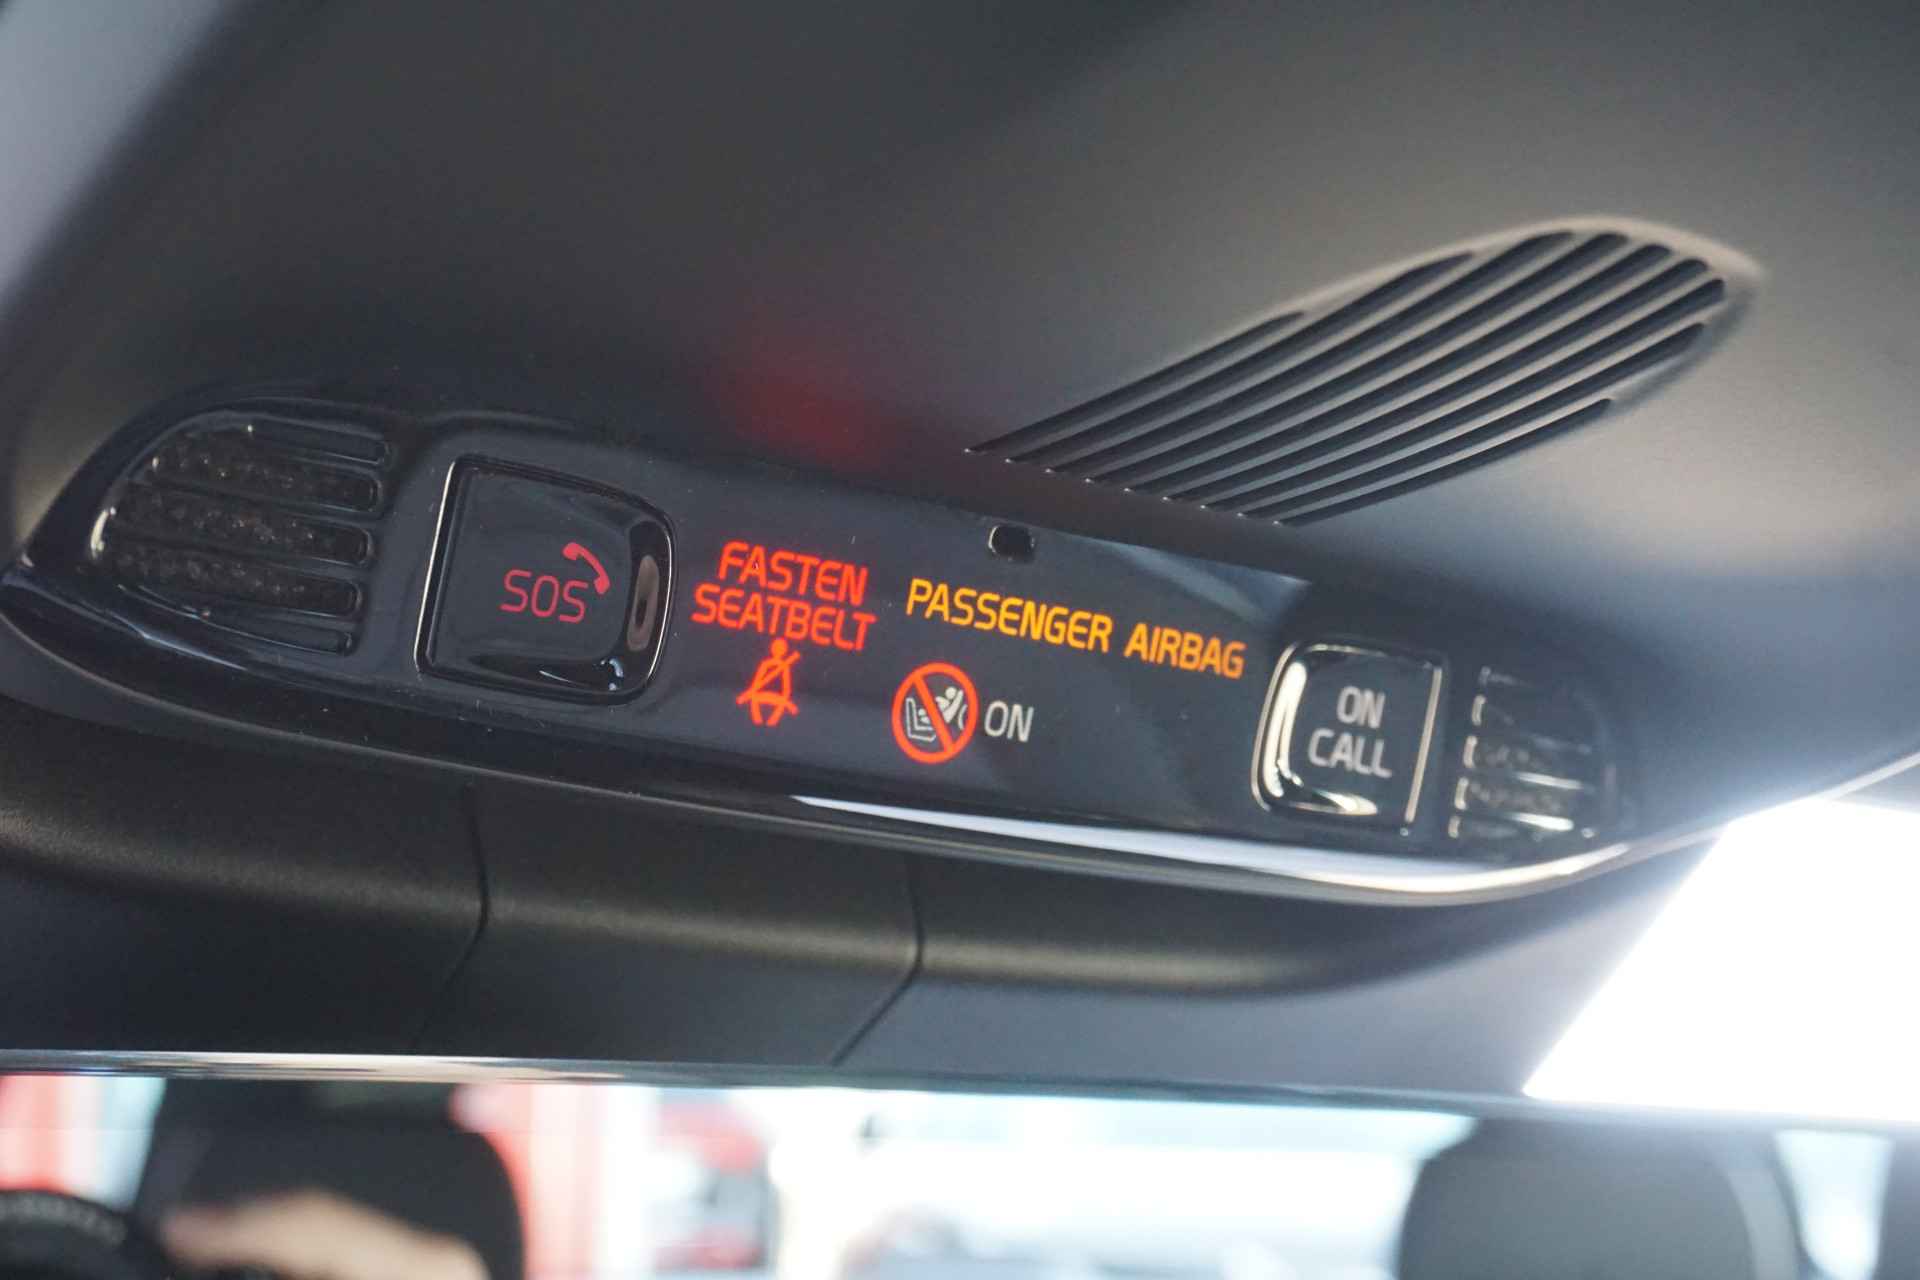 SOS
FASTEN
SEATBELT
PASSENGER AIRBAG
ON
ON
CALL